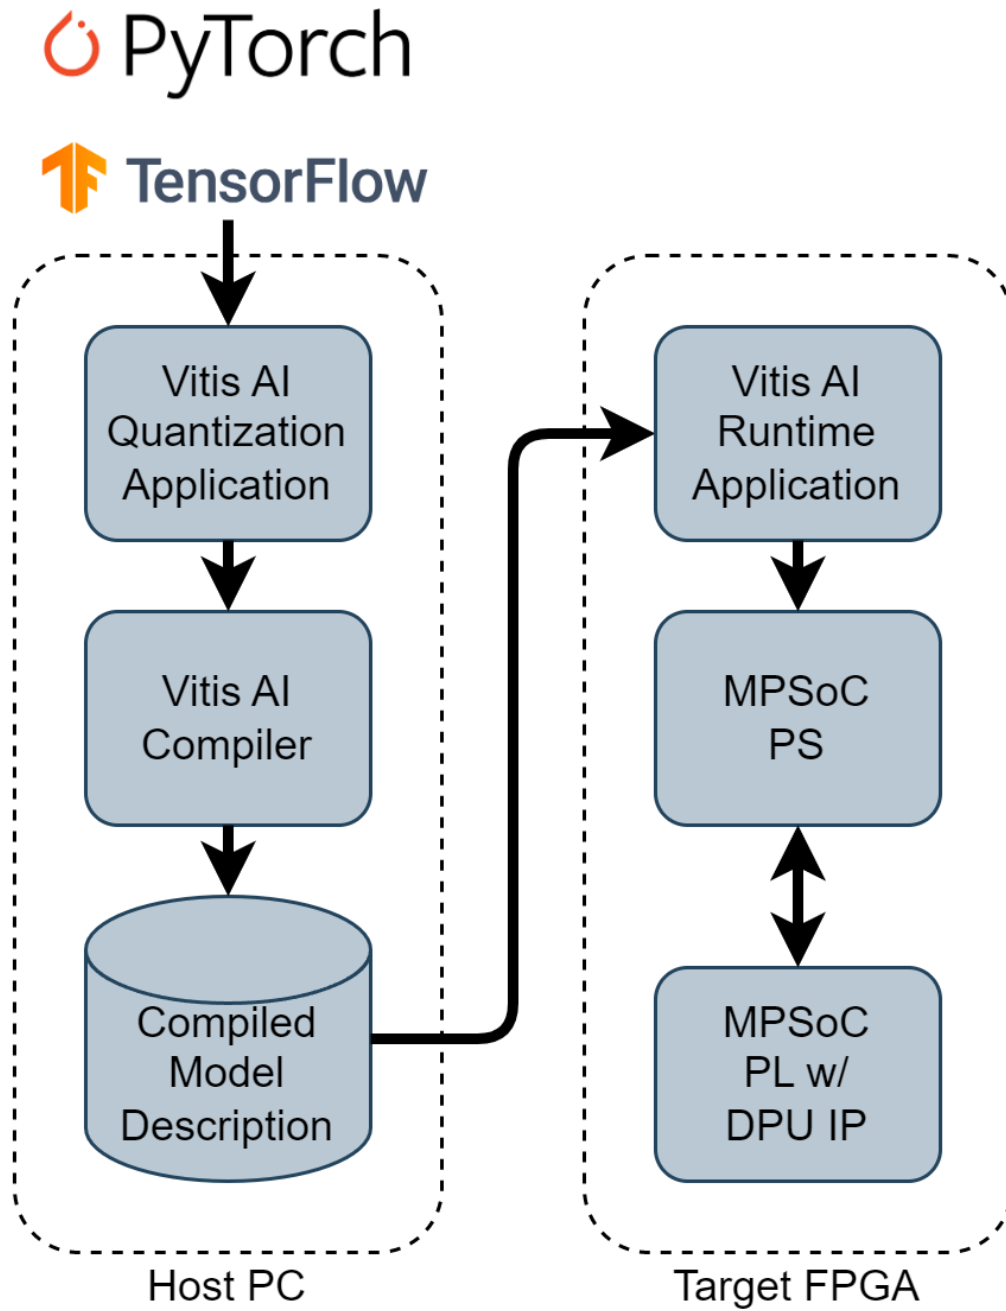 PyTorch
TensorFlow
Vitis AI
Quantization
Application
Vitis AI
Compiler
Compiled
Model
Description
Host PC
Vitis AI
Runtime
Application
MPSoC
PS
MPSoC
PL w/
DPU IP
Target FPGA